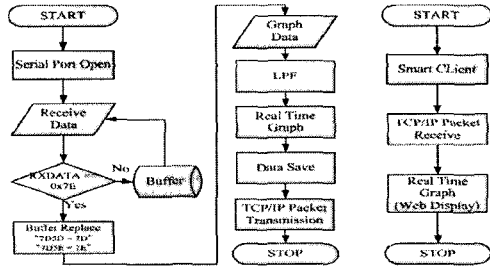 START
Serial Port Open
Receive
Data
RXDATA ==
0x7E
No
Buffer
Yes
Buffer Replace
"7D5D = 7D"
"7D5E = 7E"
Graph
Data
LPF
Real Time
Graph
Data Save
TCP/IP Packet
Transmission
STOP
START
Smart CLient
TCP/IP Packet
Receive
Real Time
Graph
(Web Display)
STOP